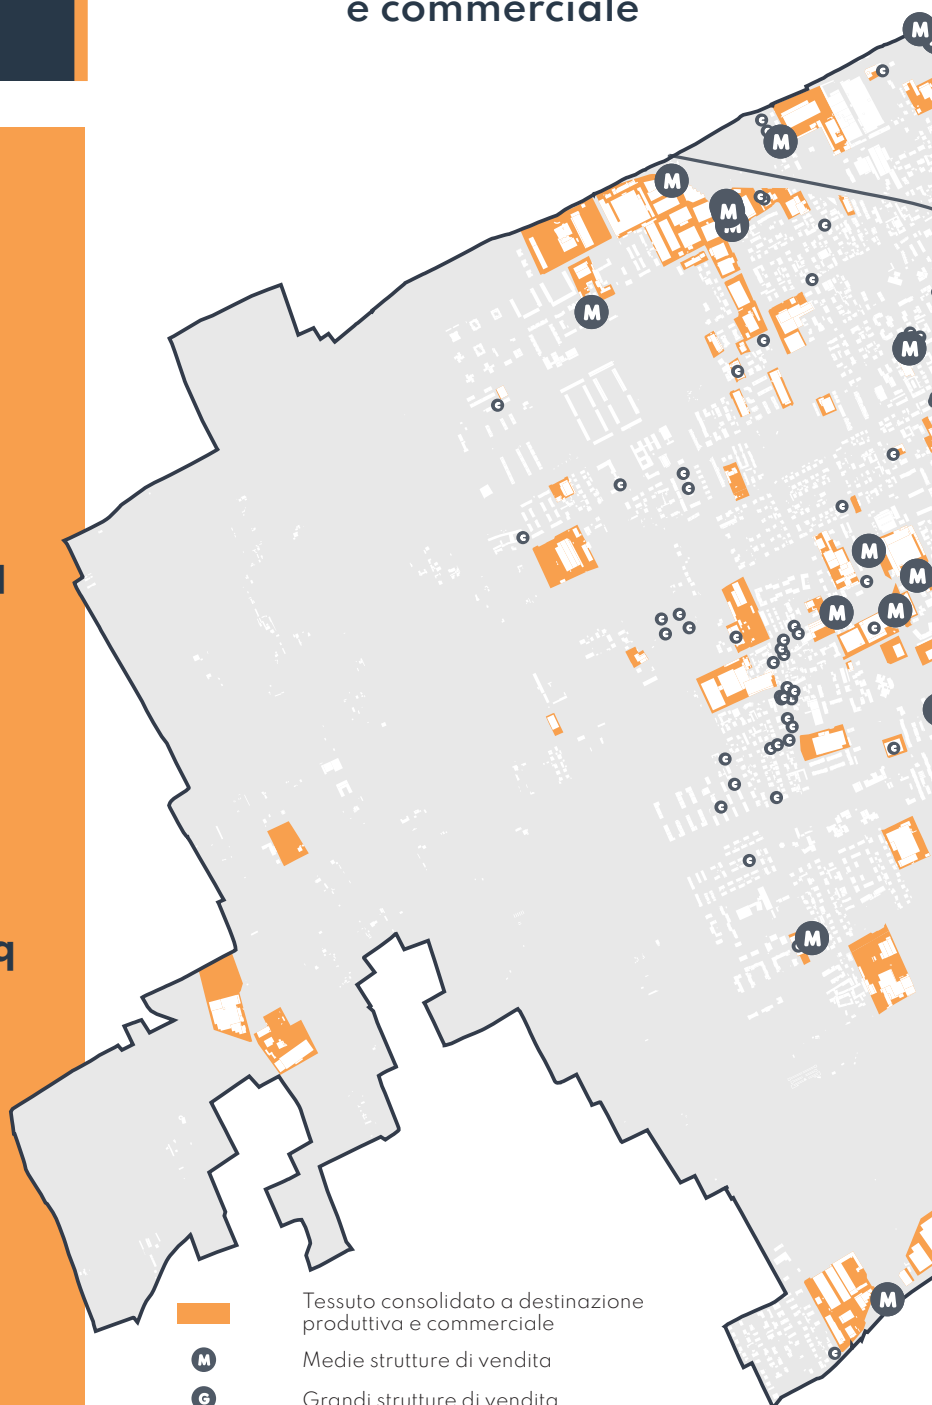 e commerciale
q
Tessuto consolidato a destinazione
produttiva e commerciale
M
Medie strutture di vendita
G
Grandi strutture di vendita